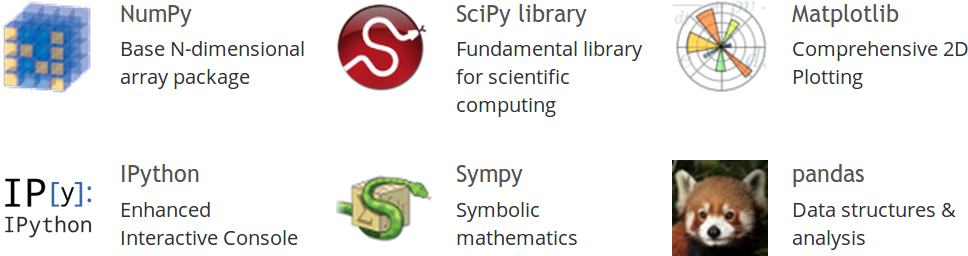 NumPy
Base N-dimensional
array package
SciPy library
Fundamental library
for scientific
computing
Matplotlib
Comprehensive 2D
Plotting
IP[y]:
IPython
IPython
Enhanced
Interactive Console
Sympy
Symbolic
mathematics
pandas
Data structures &
analysis